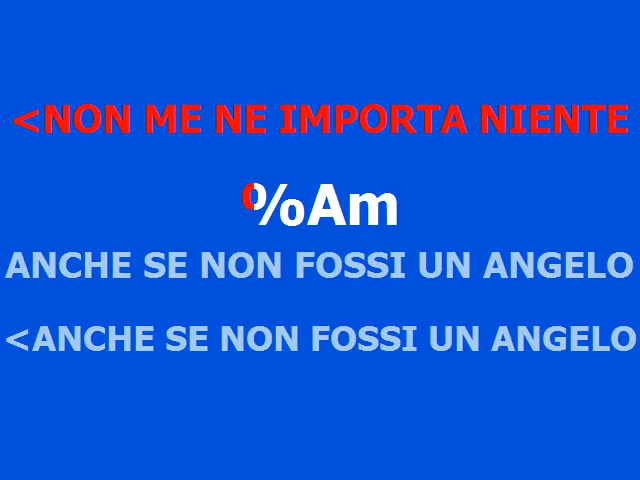 <NON ME NE IMPORTA NIENTE
%Am
ANCHE SE NON FOSSI UN ANGELO
<ANCHE SE NON FOSSI UN ANGELO